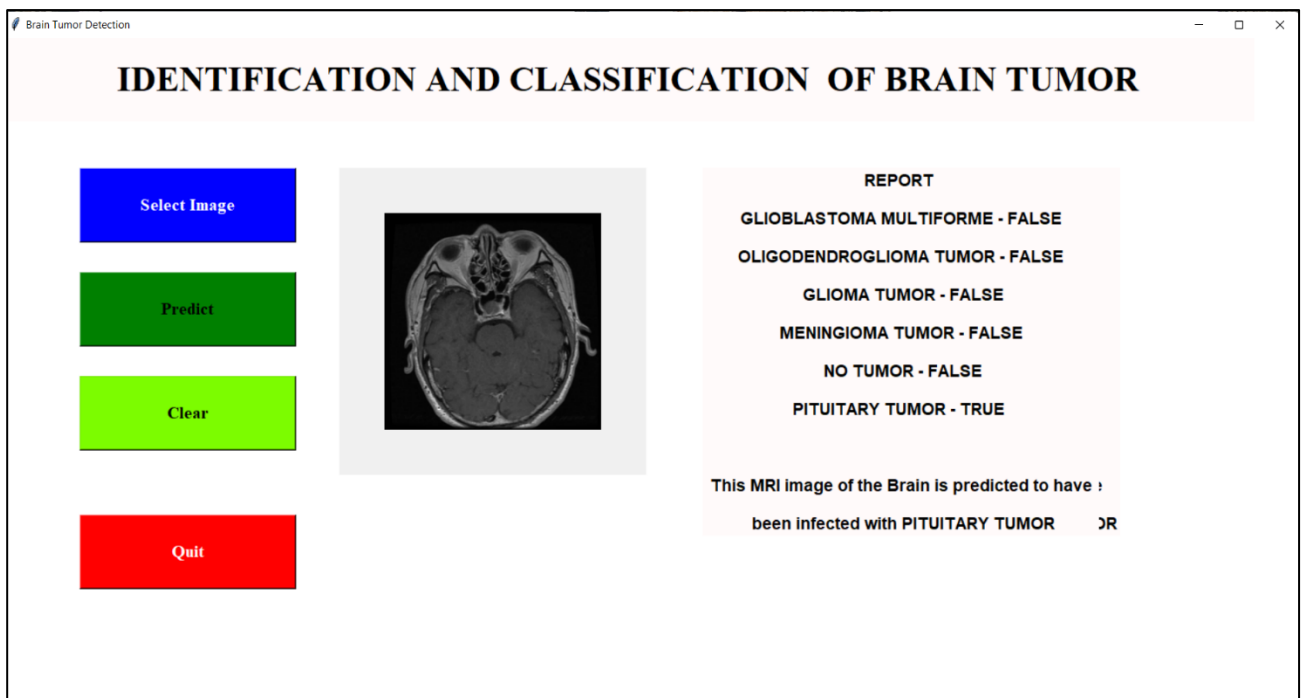 Brain Tumor Detection
IDENTIFICATION AND CLASSIFICATION OF BRAIN TUMOR
Select Image
Predict
Clear
Quit
REPORT
GLIOBLASTOMA MULTIFORME - FALSE
OLIGODENDROGLIOMA TUMOR - FALSE
GLIOMA TUMOR - FALSE
MENINGIOMA TUMOR - FALSE
NO TUMOR - FALSE
PITUITARY TUMOR - TRUE
This MRI image of the Brain is predicted to have
been infected with PITUITARY TUMOR